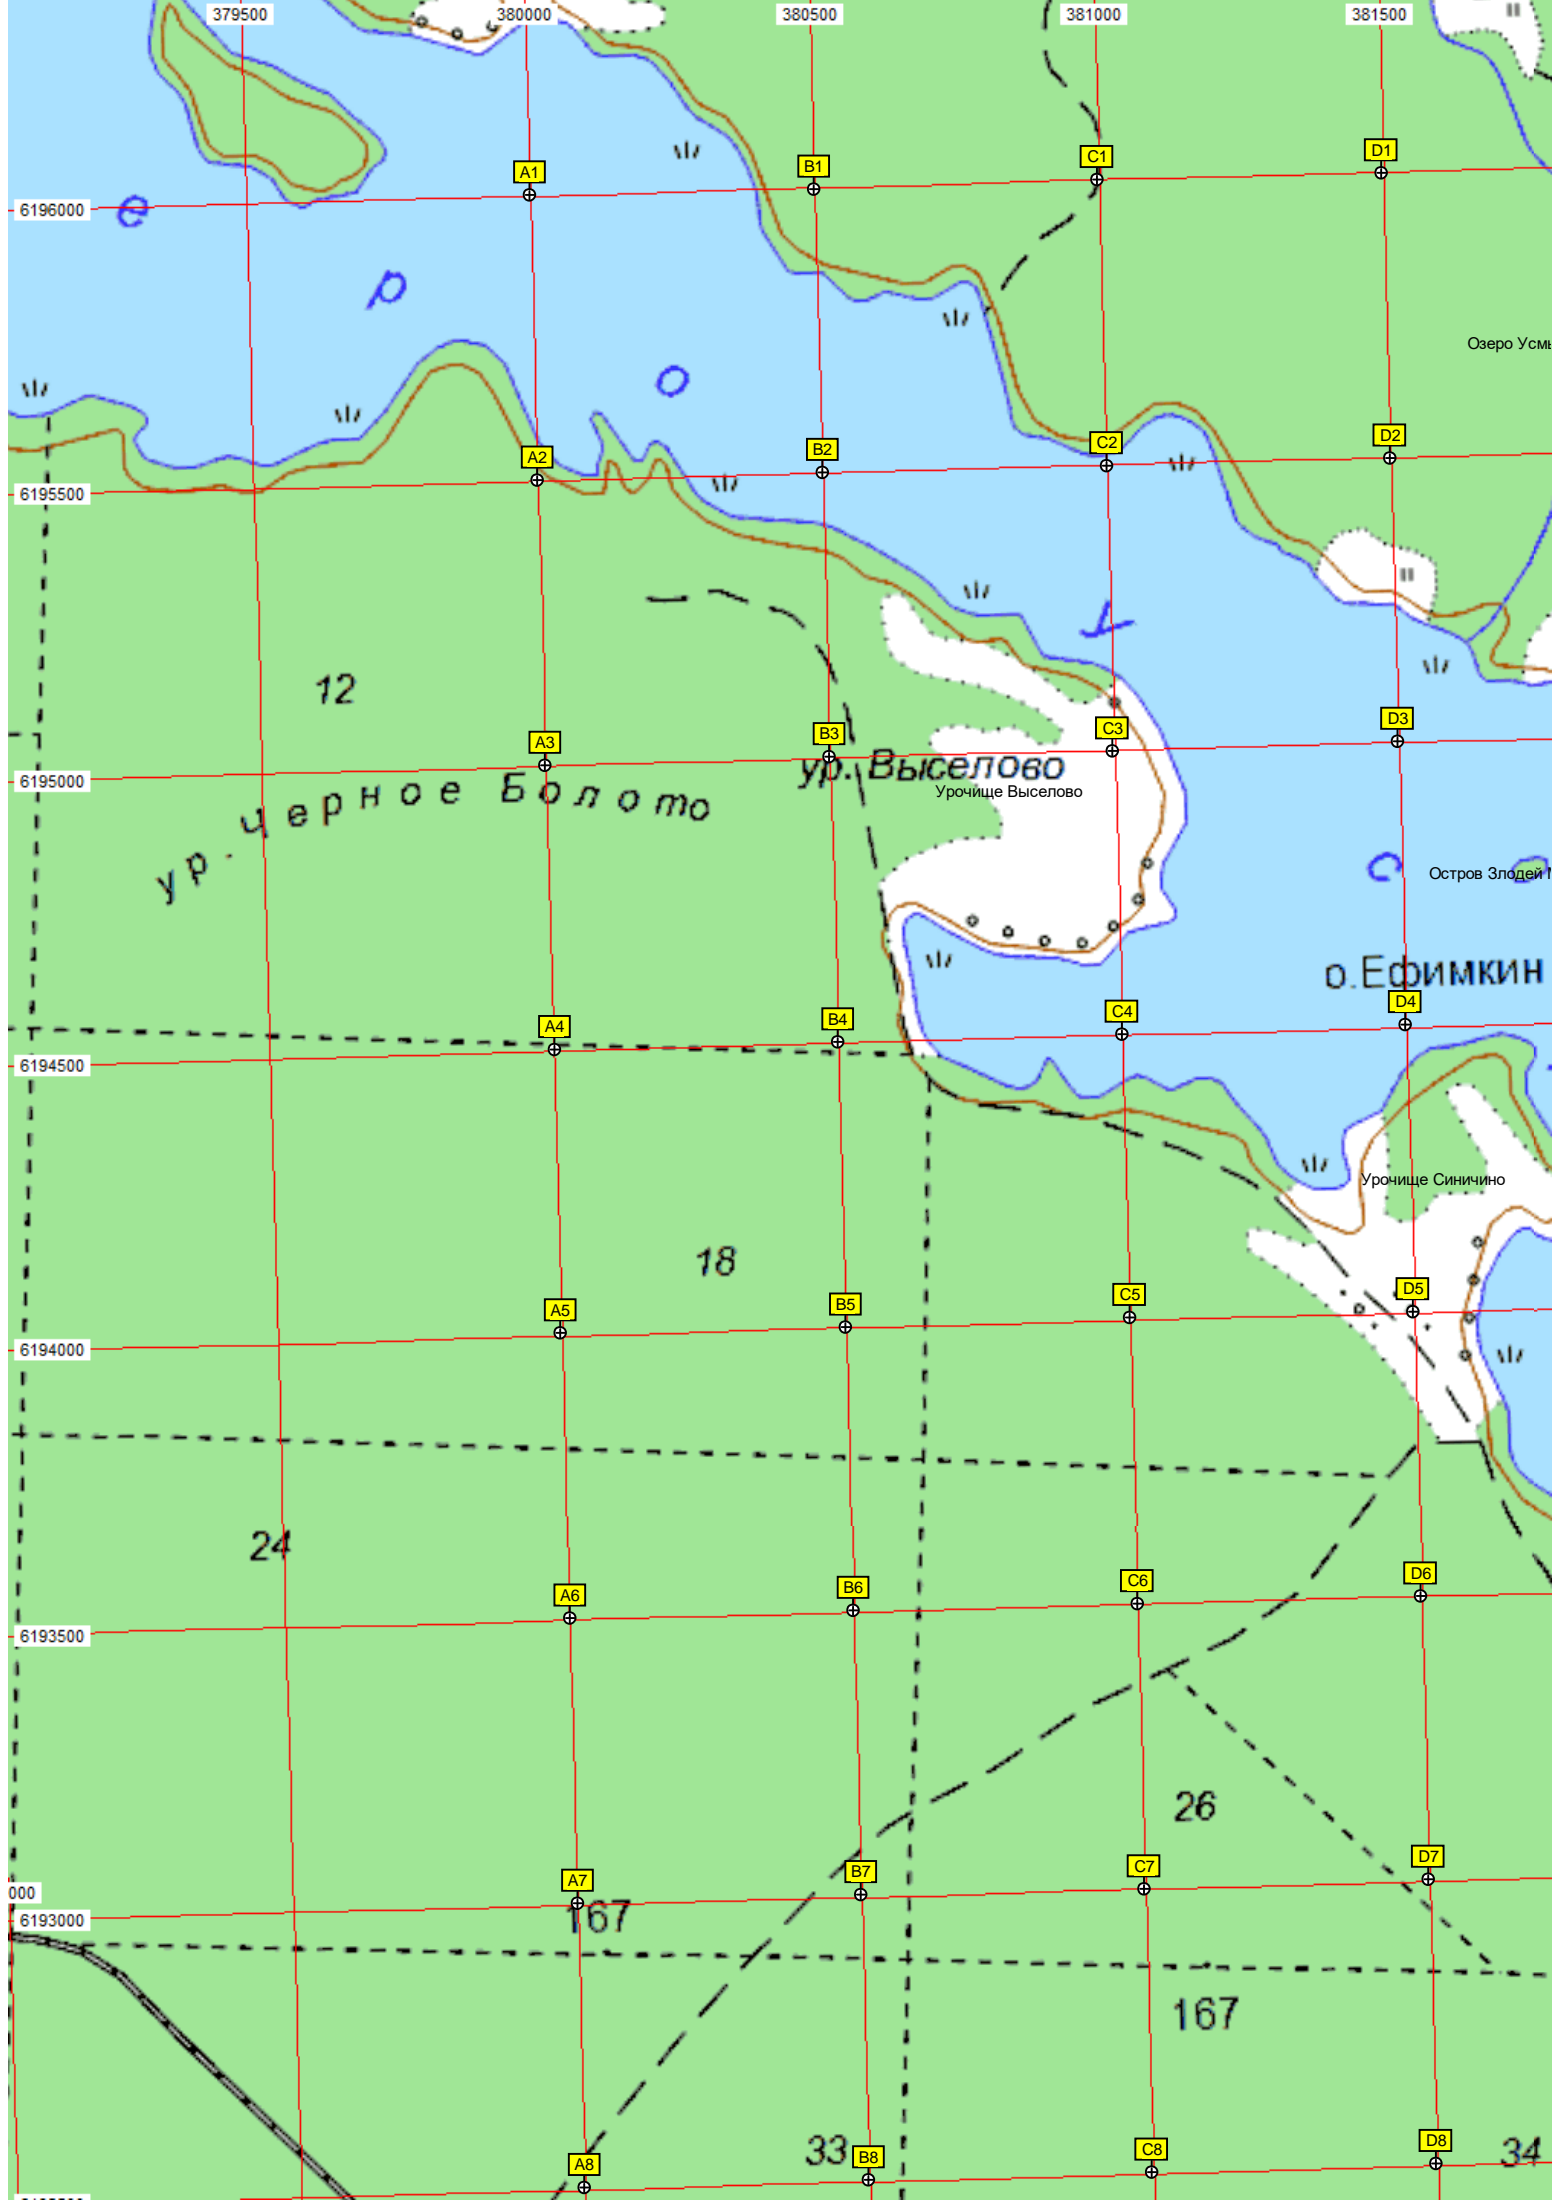 379500 380000 380500 381000 381500
A1 B1 C1 D1
6196000
е
р
Озеро Усмы
о
A2 B2 C2 D2
6195500
у
12
A3 B3 C3 D3
ур. Выселово
6195000
Урочище Выселово
ур. Черное Болото
с
Остров Злодей
о.Ефимкин
A4 B4 C4 D4
6194500
Урочище Синичино
18
A5 B5 C5 D5
6194000
24
A6 B6 C6 D6
6193500
26
A7 B7 C7 D7
000
167
6193000
167
33
34
A8 B8 C8 D8